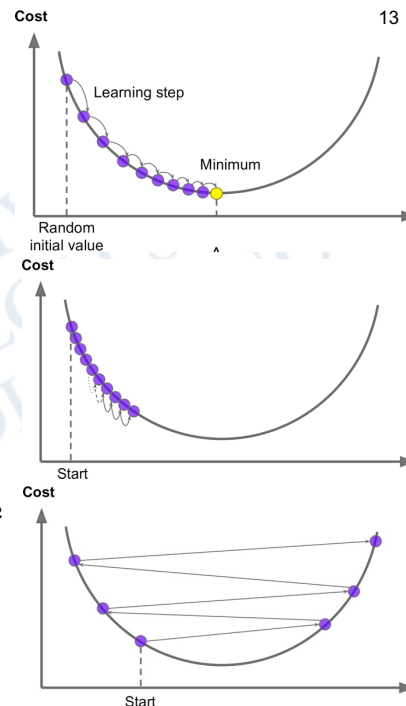 Cost
13
Learning step
Minimum
Random
initial value
Cost
Start
Cost
Start